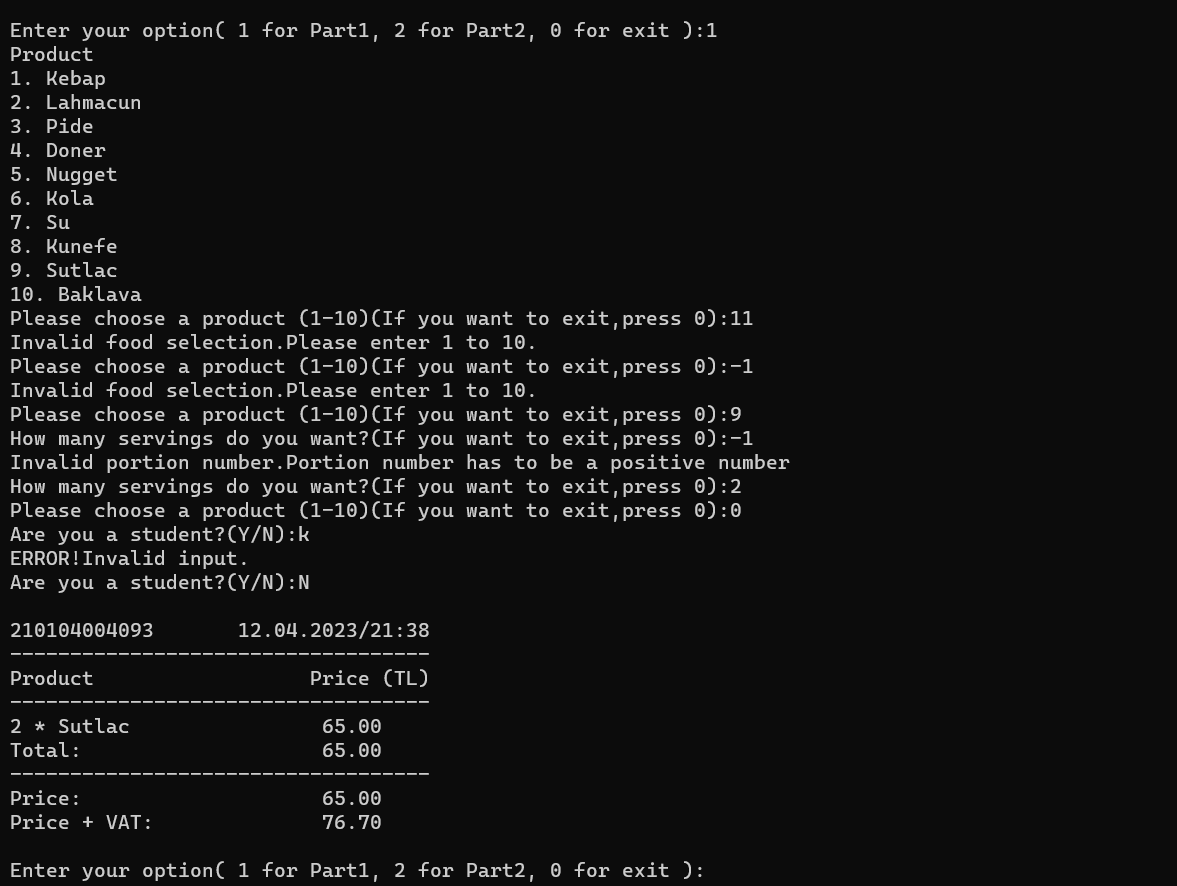 Enter your option( 1 for Part1, 2 for Part2, 0 for exit ):1
Product
1. Kebap
2. Lahmacun
3. Pide
4. Doner
5. Nugget
6. Kola
7. Su
8. Kunefe
9. Sutlac
10. Baklava
Please choose a product (1-10)(If you want to exit,press 0):11
Invalid food selection.Please enter 1 to 10.
Please choose a product (1-10)(If you want to exit,press 0):-1
Invalid food selection.Please enter 1 to 10.
Please choose a product (1-10)(If you want to exit,press 0):9
How many servings do you want?(If you want to exit,press 0):-1
Invalid portion number.Portion number has to be a positive number
How many servings do you want?(If you want to exit,press 0):2
Please choose a product (1-10)(If you want to exit,press 0):0
Are you a student?(Y/N):k
ERROR!Invalid input.
Are you a student?(Y/N):N
210104004093       12.04.2023/21:38
-----------------------------------
Product                  Price (TL)
-----------------------------------
2 * Sutlac                65.00
Total:                    65.00
-----------------------------------
Price:                    65.00
Price + VAT:              76.70
Enter your option( 1 for Part1, 2 for Part2, 0 for exit ):